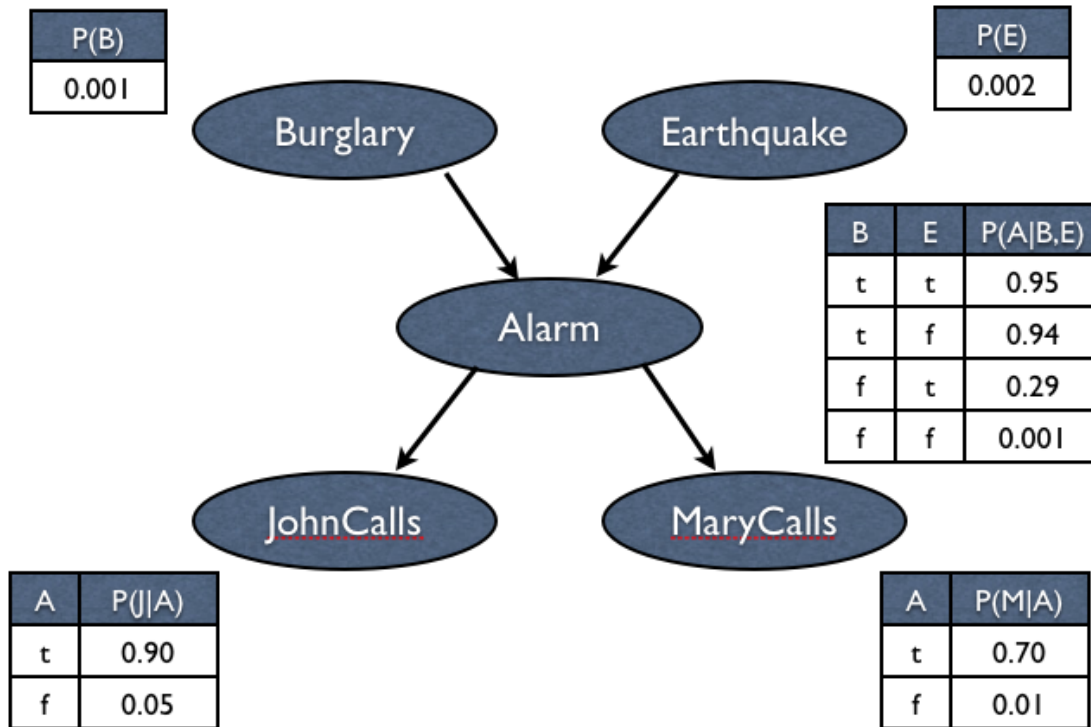 P(B)
0.001
P(E)
0.002
Burglary
Earthquake
B E P(A|B,E)
t t 0.95
t f 0.94
f t 0.29
f f 0.001
Alarm
JohnCalls
MaryCalls
A P(J|A)
t 0.90
f 0.05
A P(M|A)
t 0.70
f 0.01